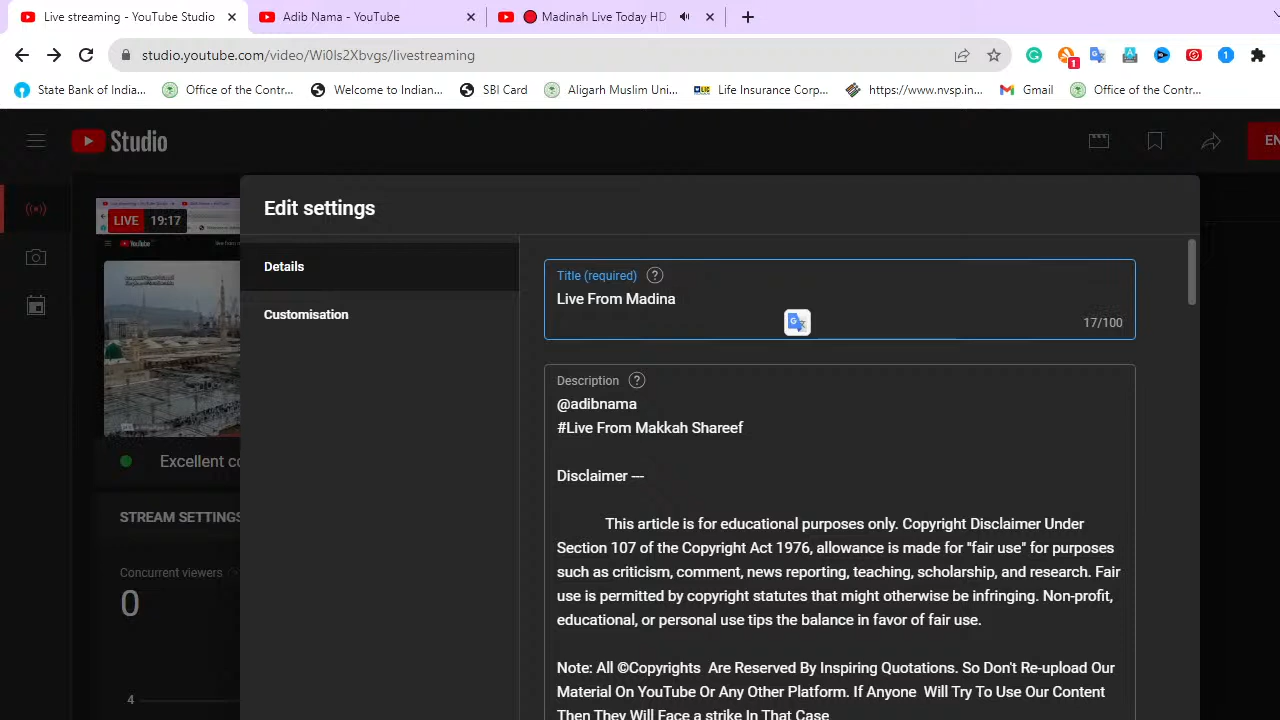 Live streaming - YouTube Studio
Adib Nama - YouTube
Madinah Live Today HD
studio.youtube.com/video/Wi0ls2Xbvgs/livestreaming
1
1
State Bank of India...
Office of the Contr...
Welcome to Indian...
SBI Card
Aligarh Muslim Uni...
LIC
Life Insurance Corp...
https://www.nvsp.in...
Gmail
Office of the Contr...
Studio
EN
Edit settings
LIVE 19:17
Details
Customisation
Title (required)
Live From Madina
17/100
Description
@adibnama
#Live From Makkah Shareef
Disclaimer ---
This article is for educational purposes only. Copyright Disclaimer Under
Section 107 of the Copyright Act 1976, allowance is made for "fair use" for purposes
such as criticism, comment, news reporting, teaching, scholarship, and research. Fair
use is permitted by copyright statutes that might otherwise be infringing. Non-profit,
educational, or personal use tips the balance in favor of fair use.
Note: All ©Copyrights Are Reserved By Inspiring Quotations. So Don't Re-upload Our
Material On YouTube Or Any Other Platform. If Anyone Will Try To Use Our Content
Then They Will Face a strike In That Case
Excellent co
STREAM SETTINGS
Concurrent viewers
0
4